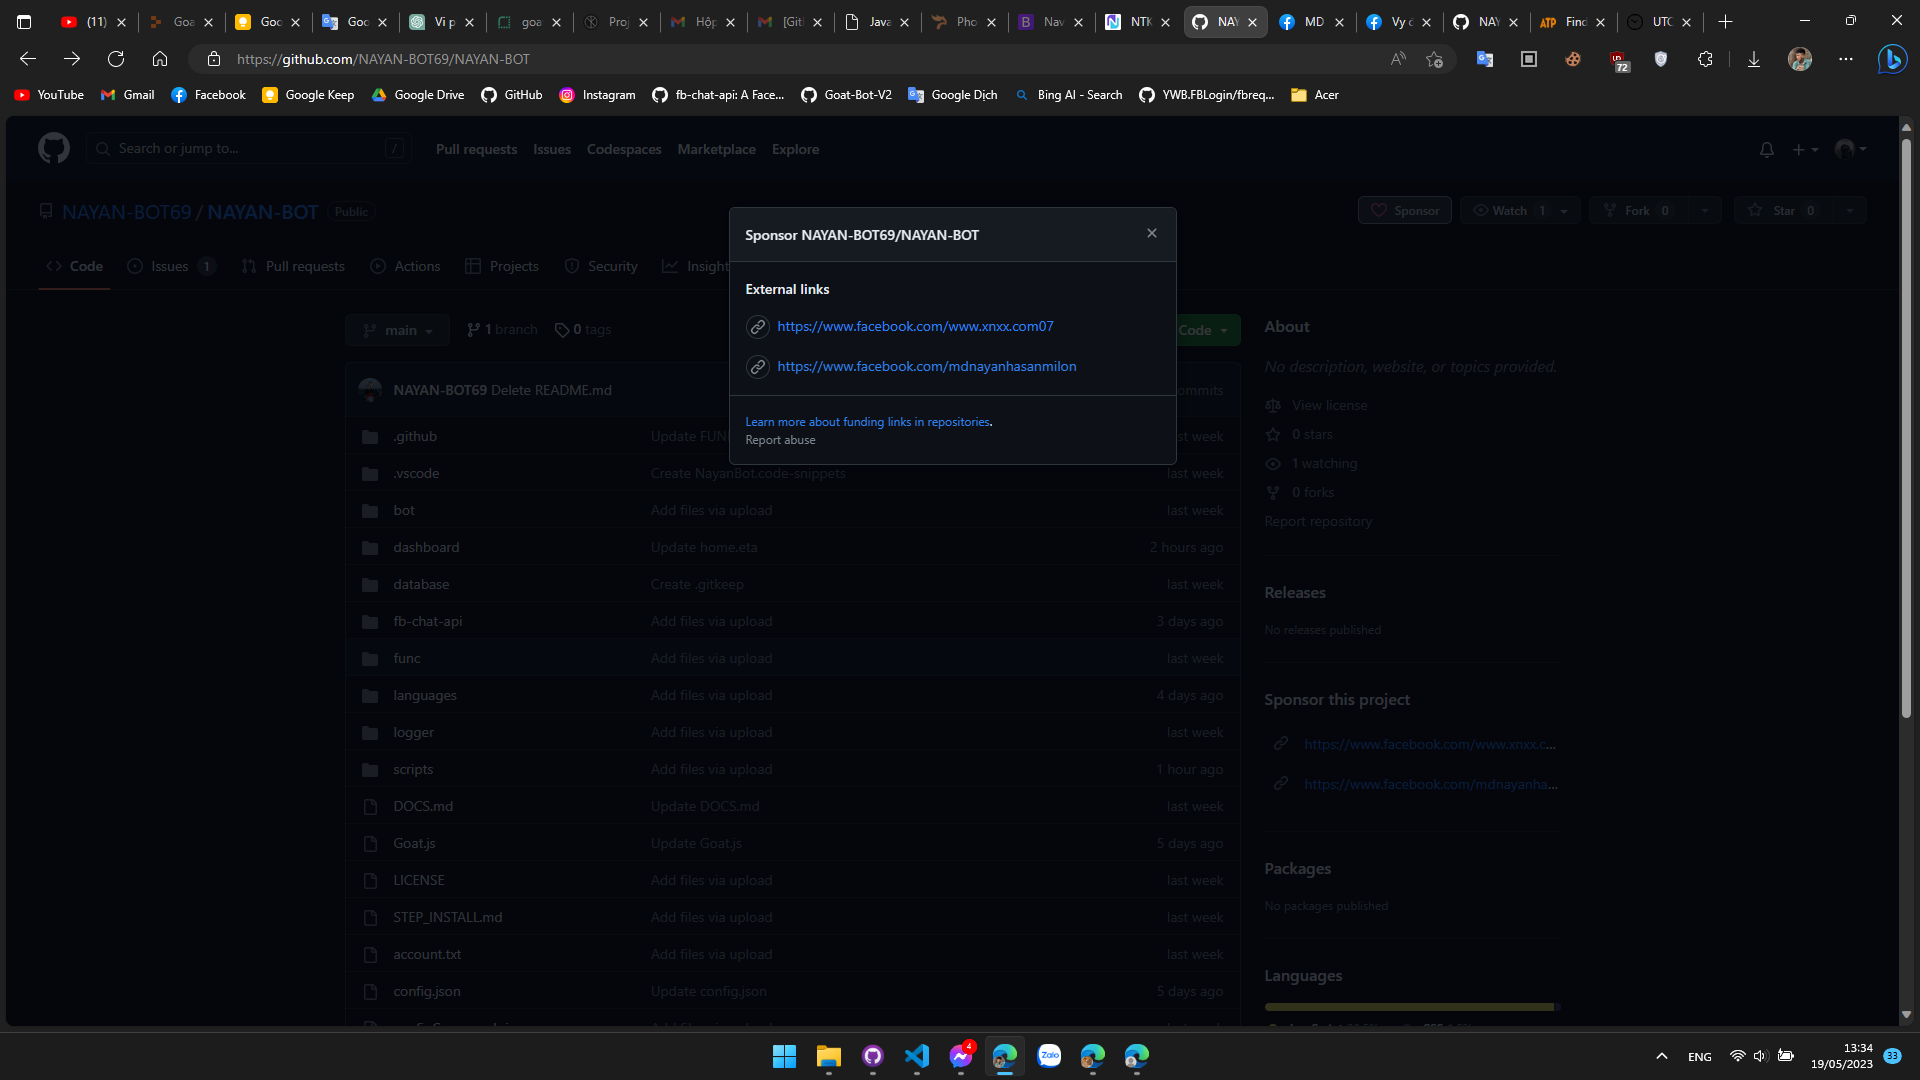 (11)
Goa
Goo
Goo
Vi p
goa
Proj
Hộp
[Gitl
Java
Pho
Nav
NTK
NAY
MD
Vy c
NAY
ATP
Find
UTC
https://github.com/NAYAN-BOT69/NAYAN-BOT
72
YouTube
Gmail
Facebook
Google Keep
Google Drive
GitHub
Instagram
fb-chat-api: A Face...
Goat-Bot-V2
Google Dịch
Bing AI - Search
YWB.FBLogin/fbreq...
Acer
Search or jump to...
/
Pull requests
Issues
Codespaces
Marketplace
Explore
NAYAN-BOT69 / NAYAN-BOT
Public
Sponsor
Watch 1
Fork 0
Star 0
Code
Issues 1
Pull requests
Actions
Projects
Security
Insight
Sponsor NAYAN-BOT69/NAYAN-BOT
External links
https://www.facebook.com/www.xnxx.com07
https://www.facebook.com/mdnayanhasanmilon
Learn more about funding links in repositories.
Report abuse
main
1 branch
0 tags
Code
NAYAN-BOT69 Delete README.md
ommits
.github Update FUN st week
.vscode Create NayanBot.code-snippets last week
bot Add files via upload last week
dashboard Update home.eta 2 hours ago
database Create .gitkeep last week
fb-chat-api Add files via upload 3 days ago
func Add files via upload last week
languages Add files via upload 4 days ago
logger Add files via upload last week
scripts Add files via upload 1 hour ago
DOCS.md Update DOCS.md last week
Goat.js Update Goat.js 5 days ago
LICENSE Add files via upload last week
STEP_INSTALL.md Add files via upload last week
account.txt Add files via upload last week
config.json Update config.json 5 days ago
About
No description, website, or topics provided.
View license
0 stars
1 watching
0 forks
Report repository
Releases
No releases published
Sponsor this project
https://www.facebook.com/www.xnxx.c...
https://www.facebook.com/mdnayanha...
Packages
No packages published
Languages
4
Zalo
ENG
13:34
19/05/2023
33